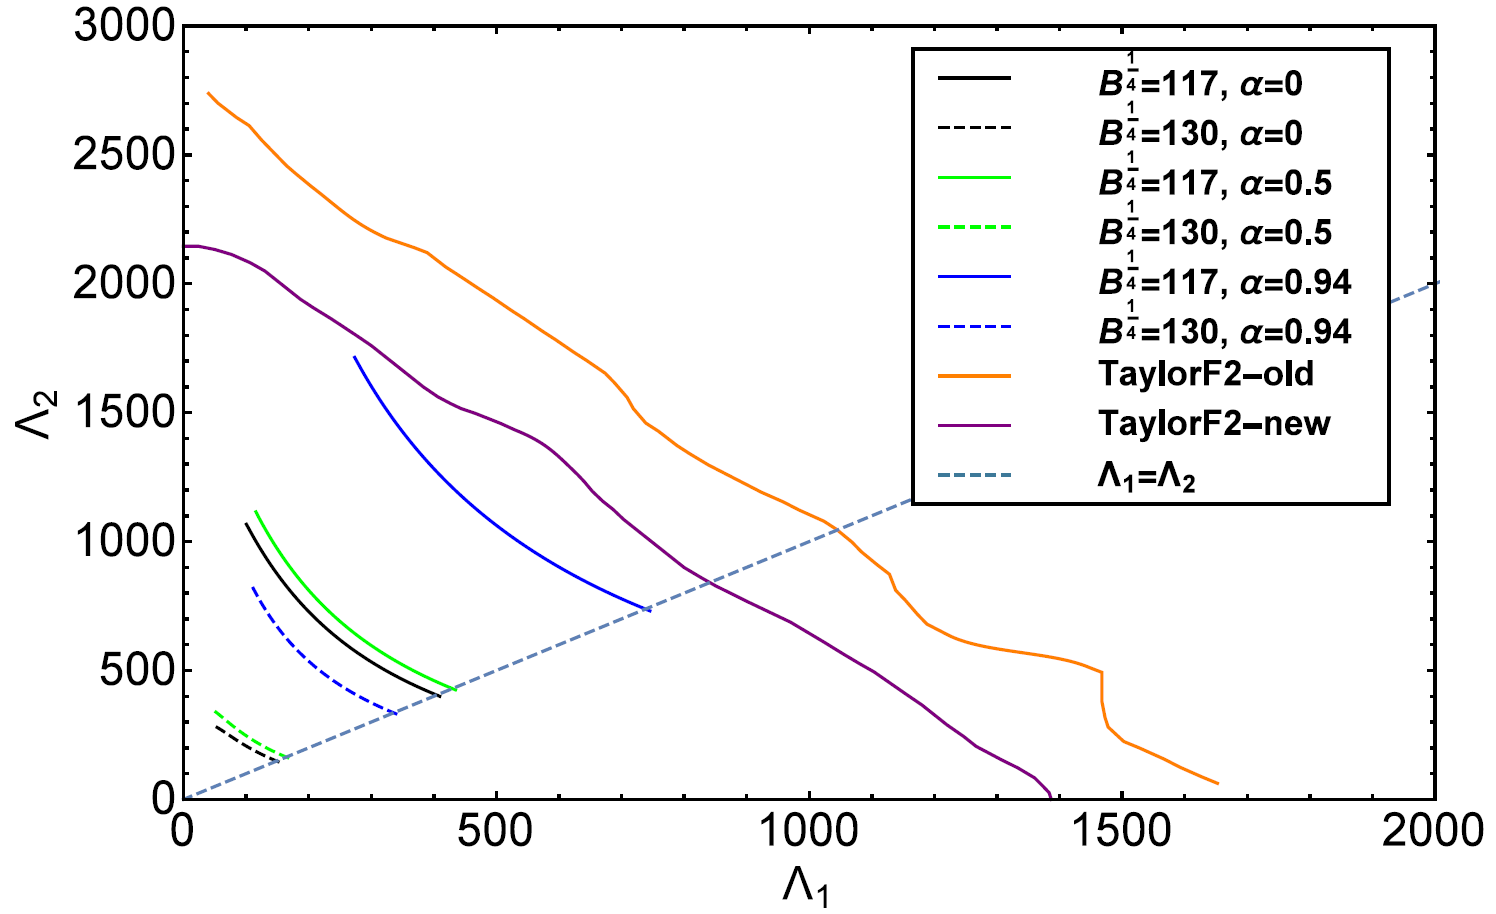 3000
2500
2000
1500
1000
500
0
Λ₂
B^{1/4}=117, α=0
B^{1/4}=130, α=0
B^{1/4}=117, α=0.5
B^{1/4}=130, α=0.5
B^{1/4}=117, α=0.94
B^{1/4}=130, α=0.94
TaylorF2−old
TaylorF2−new
Λ₁=Λ₂
0 500 1000 1500 2000
Λ₁